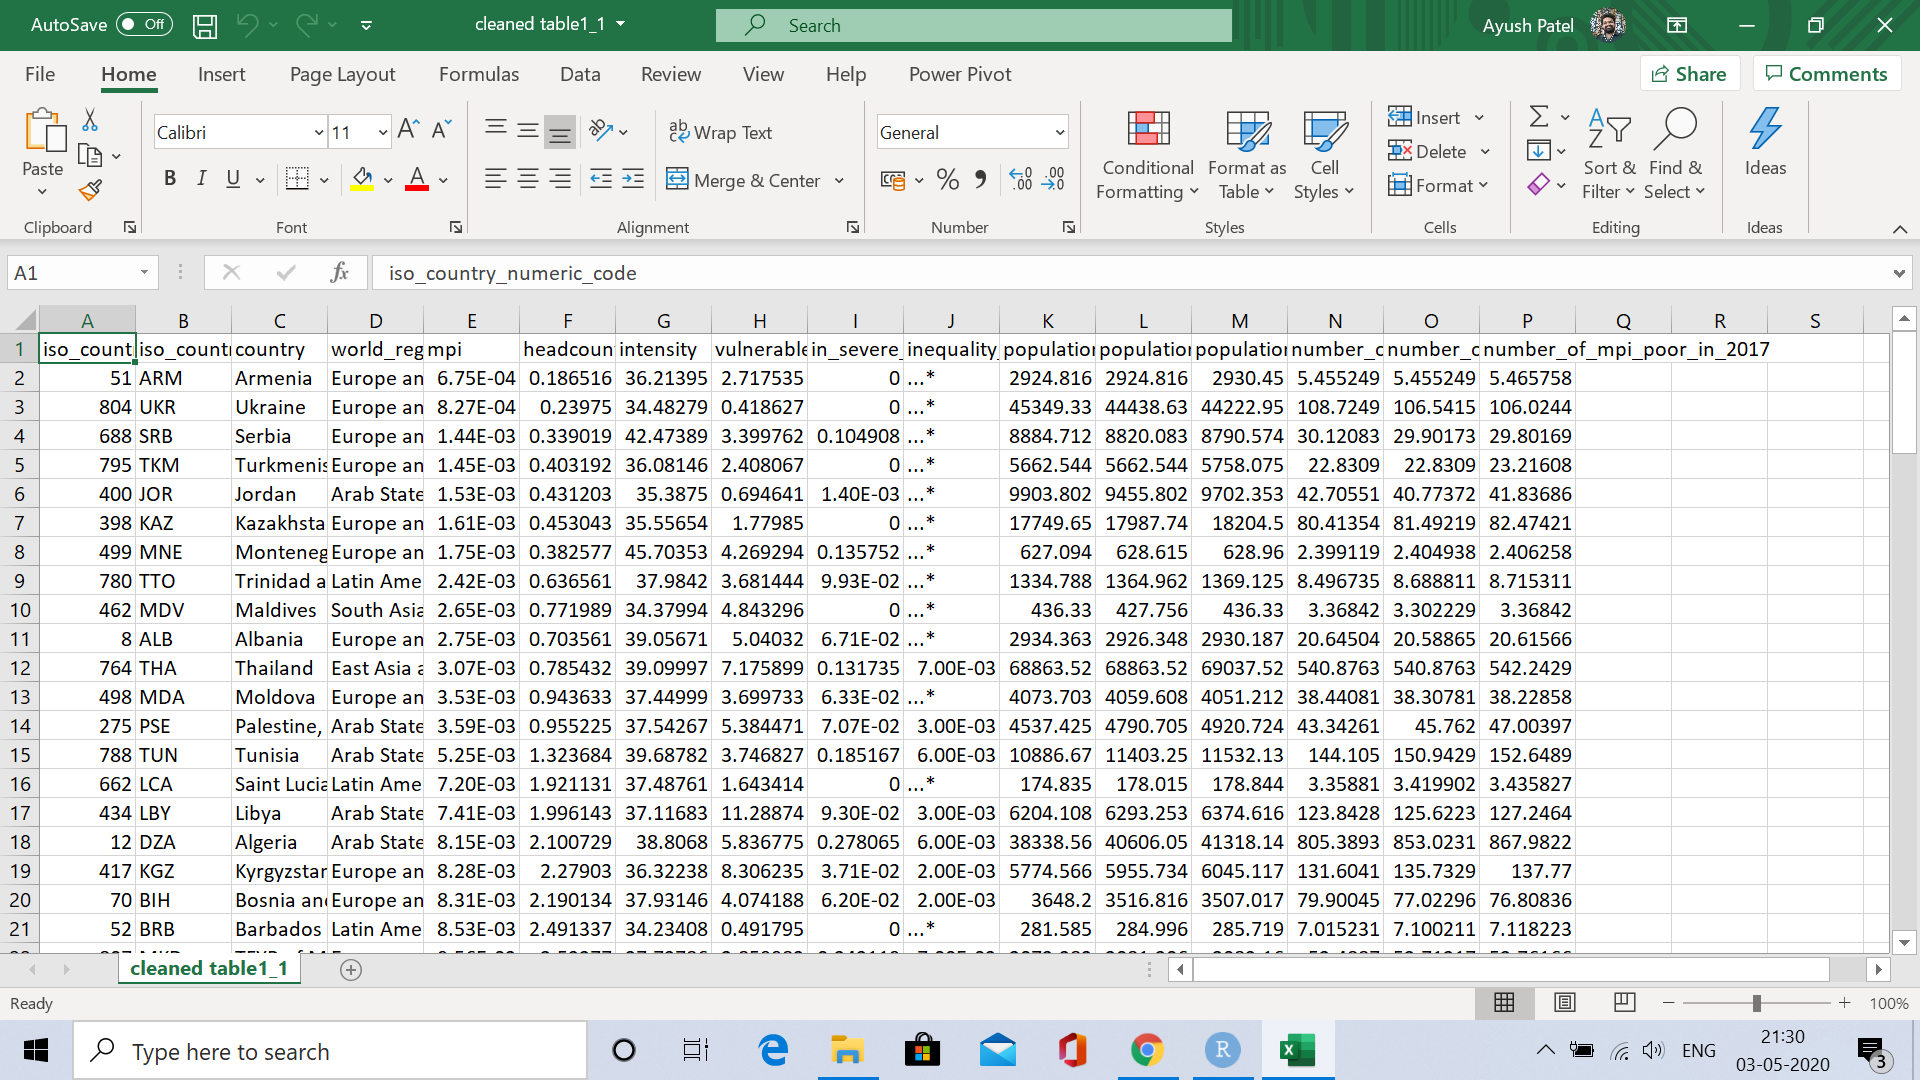 AutoSave Off cleaned table1_1 Search Ayush Patel
File Home Insert Page Layout Formulas Data Review View Help Power Pivot Share Comments
Paste Calibri 11 Wrap Text General Conditional Formatting Format as Table Cell Styles Insert Delete Format Sort & Filter Find & Select Ideas
B I U Merge & Center
Clipboard Font Alignment Number Styles Cells Editing Ideas
A1 fx iso_country_numeric_code
A B C D E F G H I J K L M N O P Q R S
1 iso_count iso_countr country world_reg mpi headcoun intensity vulnerable in_severe_ inequality_ population population population number_o number_o number_of_mpi_poor_in_2017
2 51 ARM Armenia Europe an 6.75E-04 0.186516 36.21395 2.717535 0 ...* 2924.816 2924.816 2930.45 5.455249 5.455249 5.465758
3 804 UKR Ukraine Europe an 8.27E-04 0.23975 34.48279 0.418627 0 ...* 45349.33 44438.63 44222.95 108.7249 106.5415 106.0244
4 688 SRB Serbia Europe an 1.44E-03 0.339019 42.47389 3.399762 0.104908 ...* 8884.712 8820.083 8790.574 30.12083 29.90173 29.80169
5 795 TKM Turkmenis Europe an 1.45E-03 0.403192 36.08146 2.408067 0 ...* 5662.544 5662.544 5758.075 22.8309 22.8309 23.21608
6 400 JOR Jordan Arab State 1.53E-03 0.431203 35.3875 0.694641 1.40E-03 ...* 9903.802 9455.802 9702.353 42.70551 40.77372 41.83686
7 398 KAZ Kazakhsta Europe an 1.61E-03 0.453043 35.55654 1.77985 0 ...* 17749.65 17987.74 18204.5 80.41354 81.49219 82.47421
8 499 MNE Monteneg Europe an 1.75E-03 0.382577 45.70353 4.269294 0.135752 ...* 627.094 628.615 628.96 2.399119 2.404938 2.406258
9 780 TTO Trinidad a Latin Ame 2.42E-03 0.636561 37.9842 3.681444 9.93E-02 ...* 1334.788 1364.962 1369.125 8.496735 8.688811 8.715311
10 462 MDV Maldives South Asia 2.65E-03 0.771989 34.37994 4.843296 0 ...* 436.33 427.756 436.33 3.36842 3.302229 3.36842
11 8 ALB Albania Europe an 2.75E-03 0.703561 39.05671 5.04032 6.71E-02 ...* 2934.363 2926.348 2930.187 20.64504 20.58865 20.61566
12 764 THA Thailand East Asia a 3.07E-03 0.785432 39.09997 7.175899 0.131735 7.00E-03 68863.52 68863.52 69037.52 540.8763 540.8763 542.2429
13 498 MDA Moldova Europe an 3.53E-03 0.943633 37.44999 3.699733 6.33E-02 ...* 4073.703 4059.608 4051.212 38.44081 38.30781 38.22858
14 275 PSE Palestine, Arab State 3.59E-03 0.955225 37.54267 5.384471 7.07E-02 3.00E-03 4537.425 4790.705 4920.724 43.34261 45.762 47.00397
15 788 TUN Tunisia Arab State 5.25E-03 1.323684 39.68782 3.746827 0.185167 6.00E-03 10886.67 11403.25 11532.13 144.105 150.9429 152.6489
16 662 LCA Saint Lucia Latin Ame 7.20E-03 1.921131 37.48761 1.643414 0 ...* 174.835 178.015 178.844 3.35881 3.419902 3.435827
17 434 LBY Libya Arab State 7.41E-03 1.996143 37.11683 11.28874 9.30E-02 3.00E-03 6204.108 6293.253 6374.616 123.8428 125.6223 127.2464
18 12 DZA Algeria Arab State 8.15E-03 2.100729 38.8068 5.836775 0.278065 6.00E-03 38338.56 40606.05 41318.14 805.3893 853.0231 867.9822
19 417 KGZ Kyrgyzstan Europe an 8.28E-03 2.27903 36.32238 8.306235 3.71E-02 2.00E-03 5774.566 5955.734 6045.117 131.6041 135.7329 137.77
20 70 BIH Bosnia and Europe an 8.31E-03 2.190134 37.93146 4.074188 6.20E-02 2.00E-03 3648.2 3516.816 3507.017 79.90045 77.02296 76.80836
21 52 BRB Barbados Latin Ame 8.53E-03 2.491337 34.23408 0.491795 0 ...* 281.585 284.996 285.719 7.015231 7.100211 7.118223
cleaned table1_1
Ready 100%
Type here to search ENG 21:30
03-05-2020 3